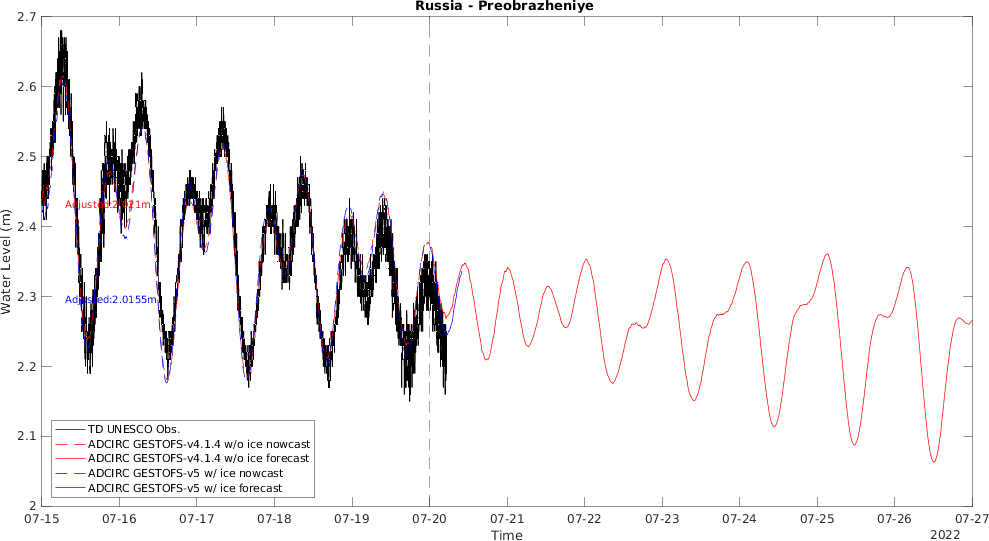 Russia - Preobrazheniye
2.7
2.6
2.5
2.4
2.3
2.2
2.1
2
Water Level (m)
Adjusted:2.021m
Adjusted:2.0155m
TD UNESCO Obs.
ADCIRC GESTOFS-v4.1.4 w/o ice nowcast
ADCIRC GESTOFS-v4.1.4 w/o ice forecast
ADCIRC GESTOFS-v5 w/ ice nowcast
ADCIRC GESTOFS-v5 w/ ice forecast
07-15 07-16 07-17 07-18 07-19 07-20 07-21 07-22 07-23 07-24 07-25 07-26 07-27
Time
2022